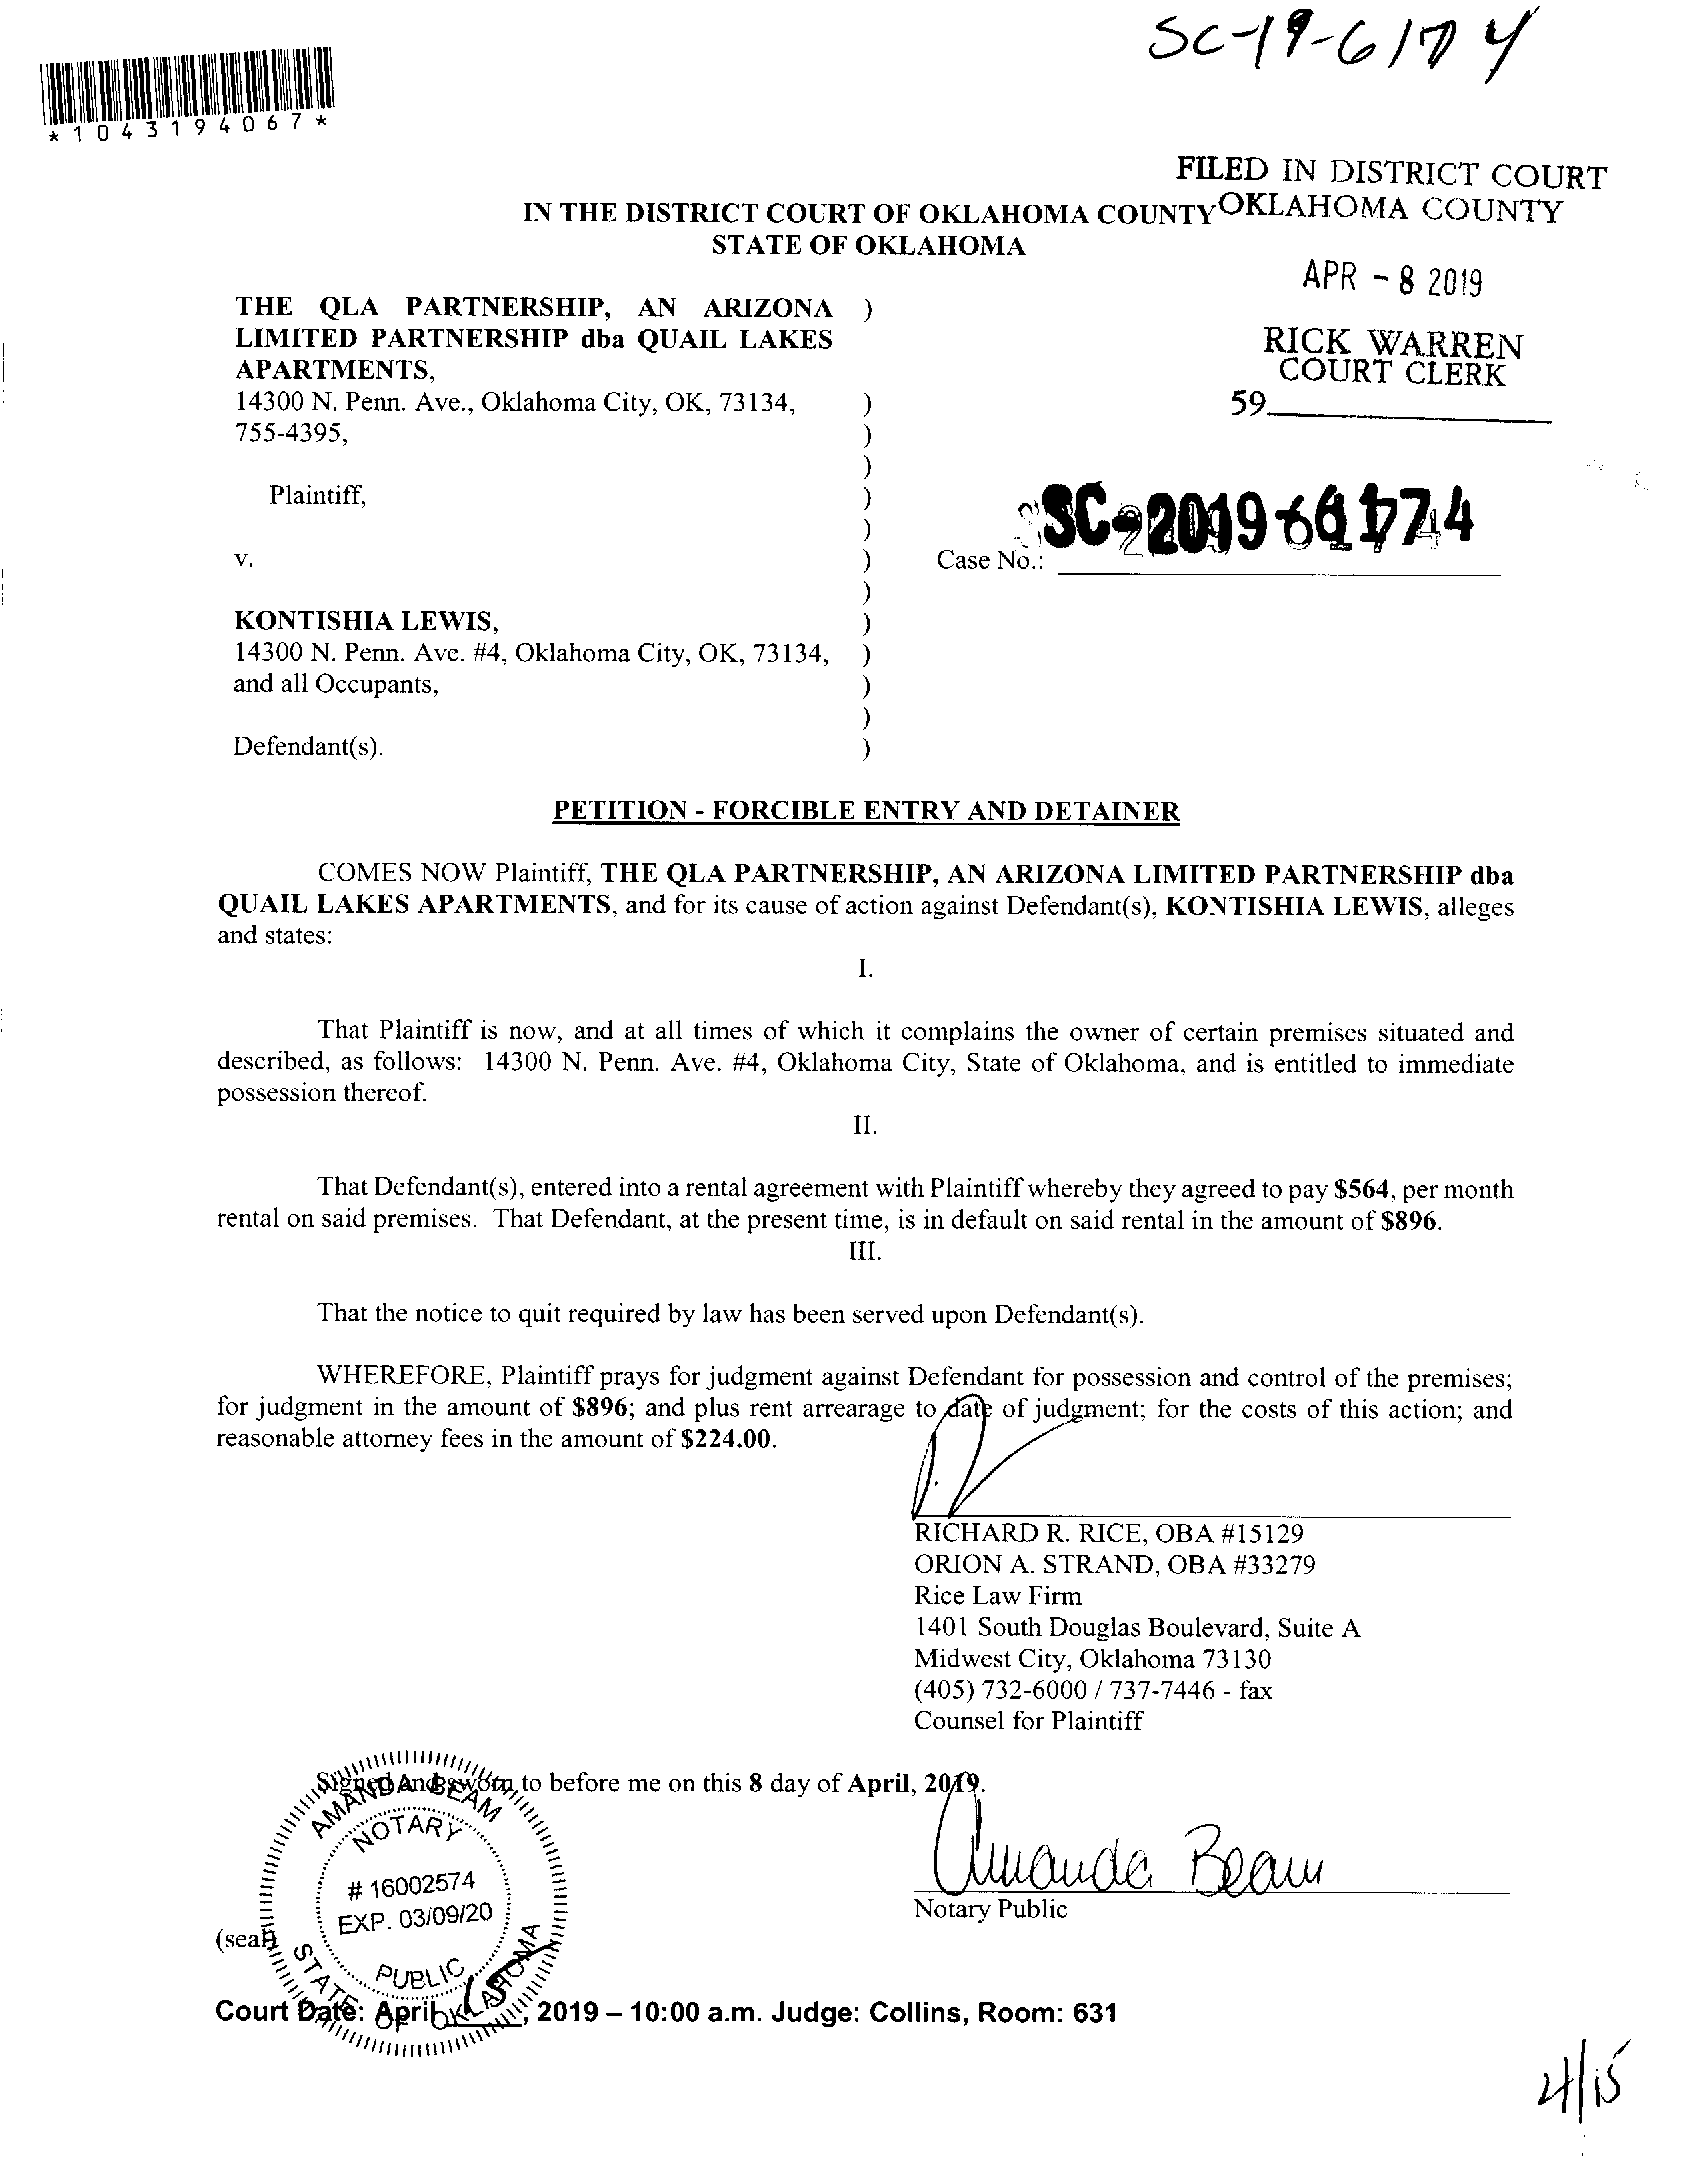 SC-19-6174
*1043194067*
FILED IN DISTRICT COURT
OKLAHOMA COUNTY
IN THE DISTRICT COURT OF OKLAHOMA COUNTY
STATE OF OKLAHOMA
APR - 8 2019
RICK WARREN
COURT CLERK
59
THE QLA PARTNERSHIP, AN ARIZONA )
LIMITED PARTNERSHIP dba QUAIL LAKES
APARTMENTS,
14300 N. Penn. Ave., Oklahoma City, OK, 73134, )
755-4395, )
)
Plaintiff, )
)
v. )
)
KONTISHIA LEWIS, )
14300 N. Penn. Ave. #4, Oklahoma City, OK, 73134, )
and all Occupants, )
)
Defendant(s). )
Case No.:
PETITION - FORCIBLE ENTRY AND DETAINER
COMES NOW Plaintiff, THE QLA PARTNERSHIP, AN ARIZONA LIMITED PARTNERSHIP dba
QUAIL LAKES APARTMENTS, and for its cause of action against Defendant(s), KONTISHIA LEWIS, alleges
and states:
I.
That Plaintiff is now, and at all times of which it complains the owner of certain premises situated and
described, as follows: 14300 N. Penn. Ave. #4, Oklahoma City, State of Oklahoma, and is entitled to immediate
possession thereof.
II.
That Defendant(s), entered into a rental agreement with Plaintiff whereby they agreed to pay $564, per month
rental on said premises. That Defendant, at the present time, is in default on said rental in the amount of $896.
III.
That the notice to quit required by law has been served upon Defendant(s).
WHEREFORE, Plaintiff prays for judgment against Defendant for possession and control of the premises;
for judgment in the amount of $896; and plus rent arrearage to date of judgment; for the costs of this action; and
reasonable attorney fees in the amount of $224.00.
RICHARD R. RICE, OBA #15129
ORION A. STRAND, OBA #33279
Rice Law Firm
1401 South Douglas Boulevard, Suite A
Midwest City, Oklahoma 73130
(405) 732-6000 / 737-7446 - fax
Counsel for Plaintiff
Signed and sworn to before me on this 8 day of April, 2019.
AMANDA BEAM
NOTARY
# 16002574
EXP. 03/09/20
PUBLIC
STATE OF OKLAHOMA
Amanda Beam
Notary Public
(seal)
Court Date: April 15, 2019 – 10:00 a.m. Judge: Collins, Room: 631
4/15